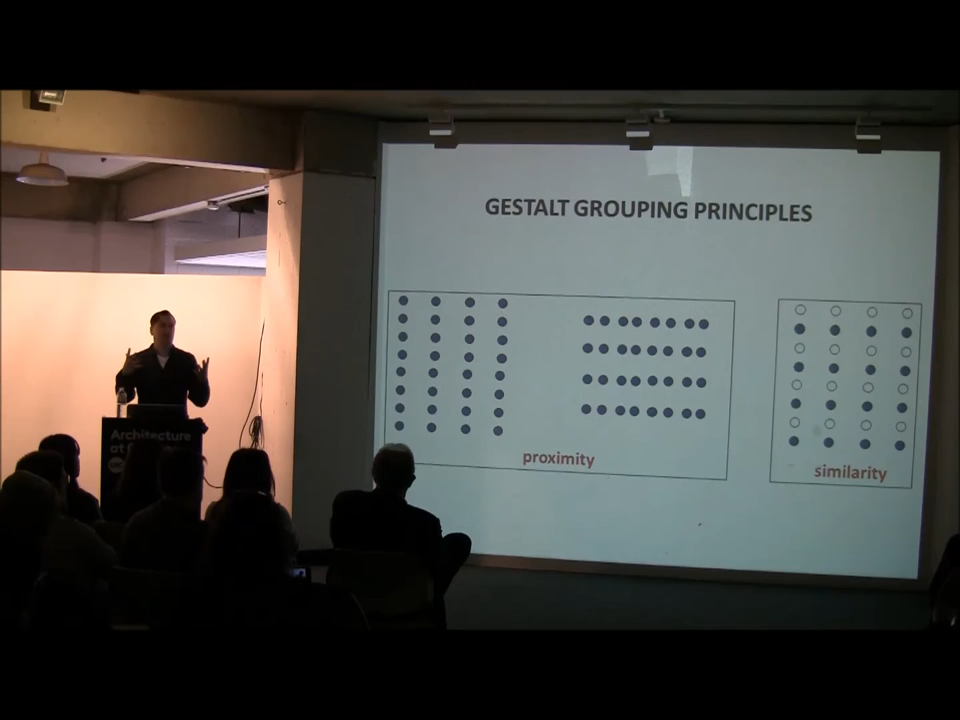 GESTALT GROUPING PRINCIPLES
proximity
similarity
Architecture
at